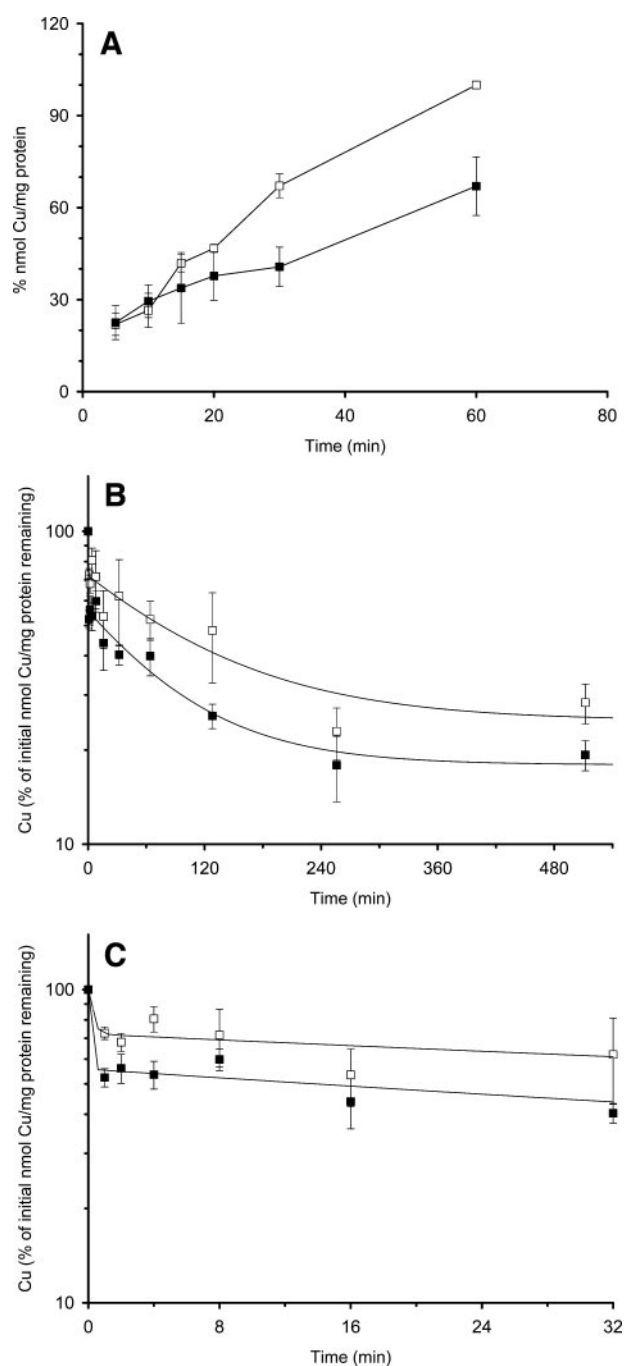 A
% nmol Cu/mg protein
120
90
60
30
0
0 20 40 60 80
Time (min)
B
Cu (% of initial nmol Cu/mg protein remaining)
100
10
0 120 240 360 480
Time (min)
C
Cu (% of initial nmol Cu/mg protein remaining)
100
10
0 8 16 24 32
Time (min)